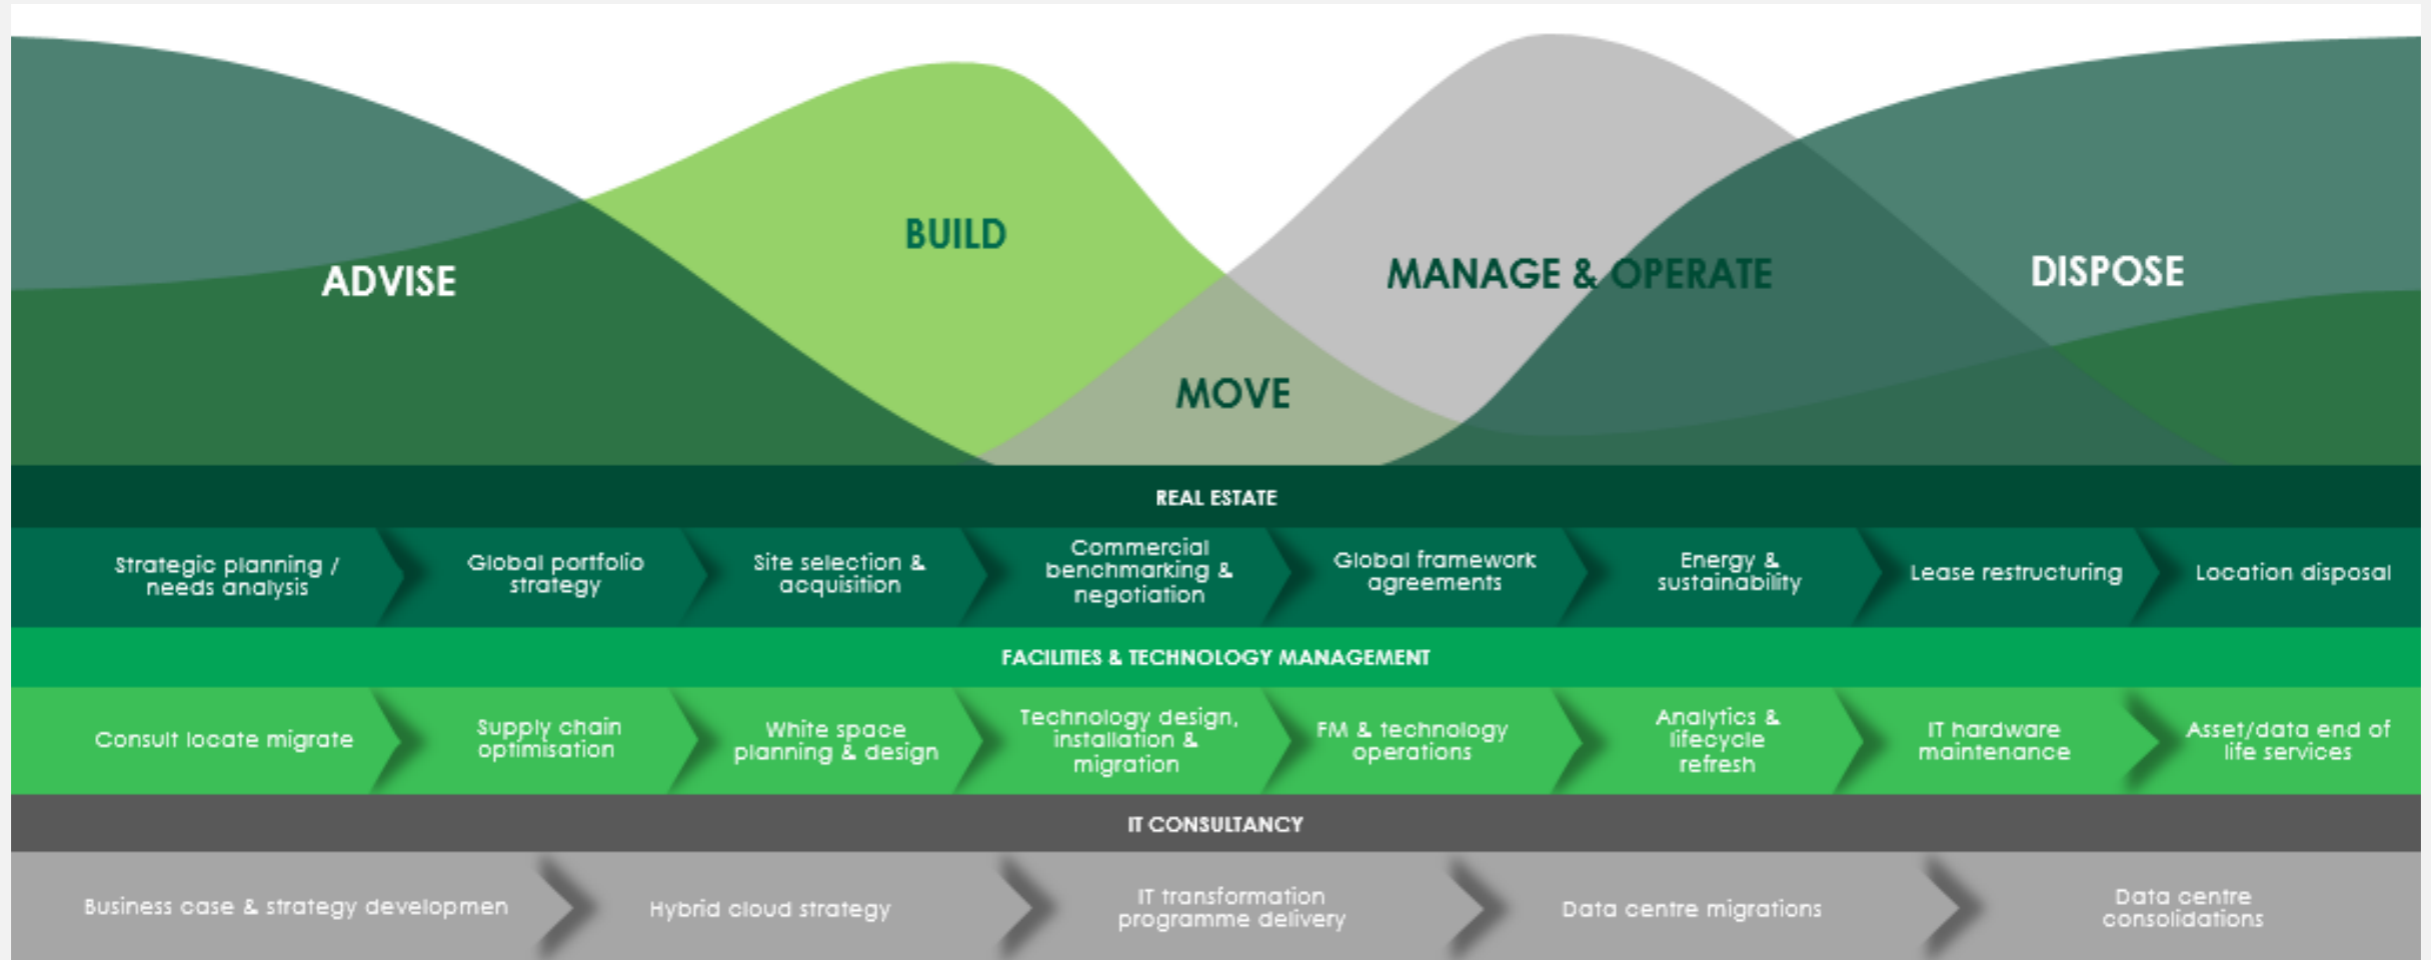 ADVISE
BUILD
MOVE
MANAGE & OPERATE
DISPOSE
REAL ESTATE
Strategic planning /
needs analysis
Global portfolio
strategy
Site selection &
acquisition
Commercial
benchmarking &
negotiation
Global framework
agreements
Energy &
sustainability
Lease restructuring
Location disposal
FACILITIES & TECHNOLOGY MANAGEMENT
Consult locate migrate
Supply chain
optimisation
White space
planning & design
Technology design,
installation &
migration
FM & technology
operations
Analytics &
lifecycle
refresh
IT hardware
maintenance
Asset/data end of
life services
IT CONSULTANCY
Business case & strategy developmen
Hybrid cloud strategy
IT transformation
programme delivery
Data centre migrations
Data centre
consolidations